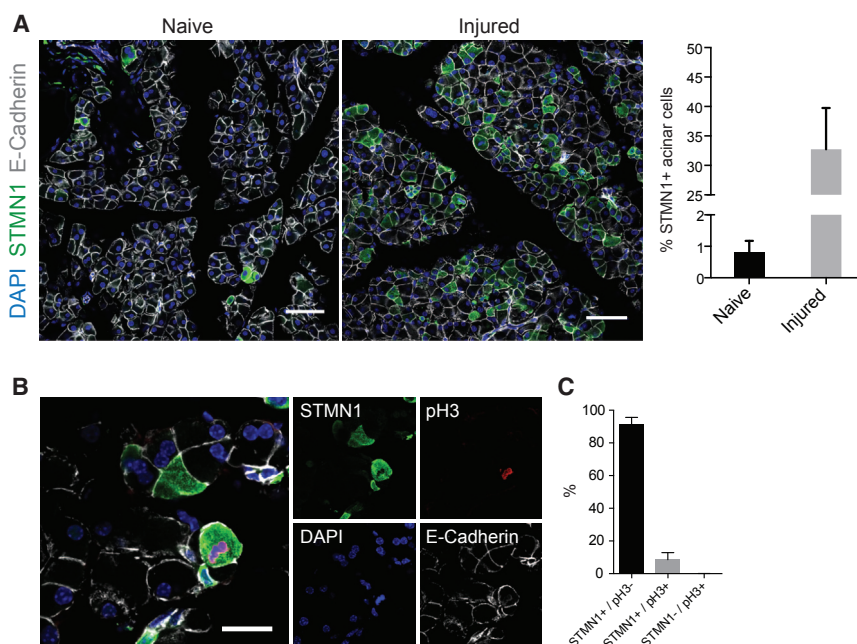 A
Naive
Injured
DAPI STMN1 E-Cadherin
% STMN1+ acinar cells
50
45
40
35
30
25
2
1
0
Naive
Injured
B
STMN1
pH3
DAPI
E-Cadherin
C
%
100
80
60
40
20
0
STMN1+ / pH3-
STMN1+ / pH3+
STMN1- / pH3+